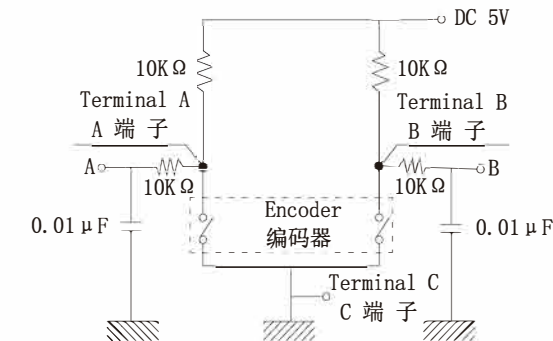 DC 5V
10KΩ
10KΩ
Terminal A
A 端 子
Terminal B
B 端 子
A
10KΩ
10KΩ
B
Encoder
编码器
0.01μF
0.01μF
Terminal C
C 端 子